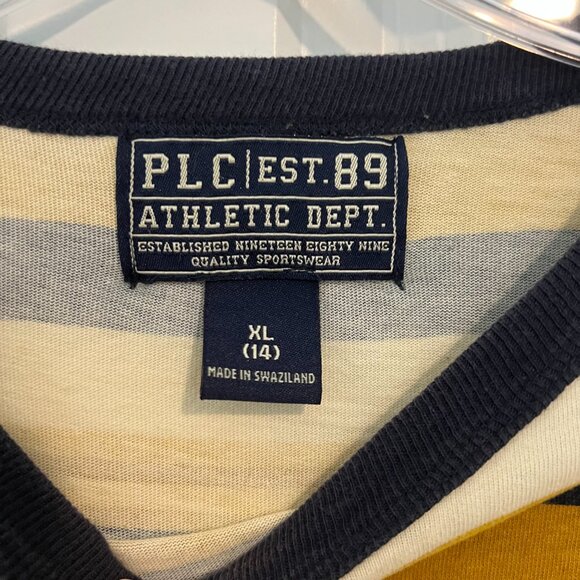 PLC|EST.89
ATHLETIC DEPT.
ESTABLISHED NINETEEN EIGHTY NINE
QUALITY SPORTSWEAR
XL
(14)
MADE IN SWAZILAND